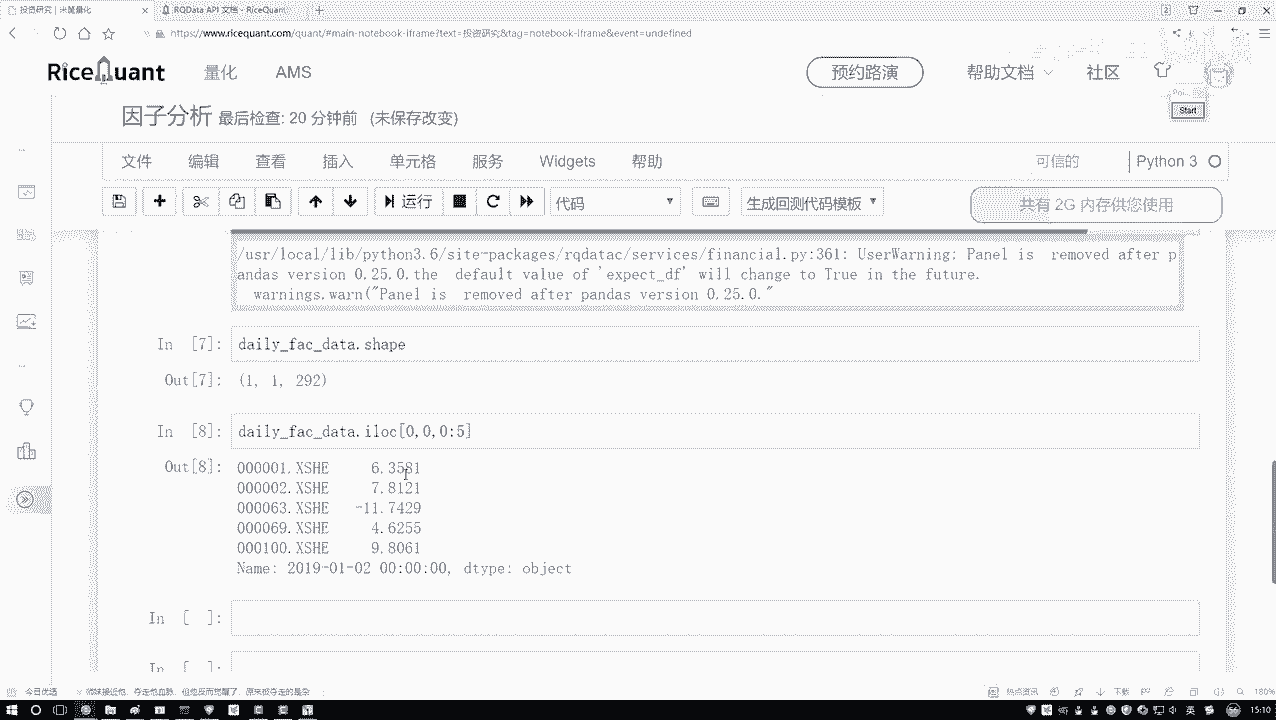 投资研究 | 米筐量化
RQData API 文档 - RiceQuant
https://www.ricequant.com/quant/#main-notebook-iframe?text=投资研究&tag=notebook-iframe&event=undefined
RiceQuant 量化 AMS 预约路演 帮助文档 社区
因子分析 最后检查: 20 分钟前 (未保存改变)
Start
文件 编辑 查看 插入 单元格 服务 Widgets 帮助 可信的 Python 3
运行 代码 生成回测代码模板 共有 2G 内存供您使用
/usr/local/lib/python3.6/site-packages/rqdatac/services/financial.py:361: UserWarning: Panel is removed after p
andas version 0.25.0.the default value of 'expect_df' will change to True in the future.
warnings.warn("Panel is removed after pandas version 0.25.0."
In [7]: daily_fac_data.shape
Out[7]: (1, 1, 292)
In [8]: daily_fac_data.iloc[0,0,0:5]
Out[8]: 000001.XSHE 6.3581
000002.XSHE 7.8121
000063.XSHE -11.7429
000069.XSHE 4.6255
000100.XSHE 9.8061
Name: 2019-01-02 00:00:00, dtype: object
In [ ]:
In [ ]:
今日优选
热点资讯 下载 180%
英 15:10